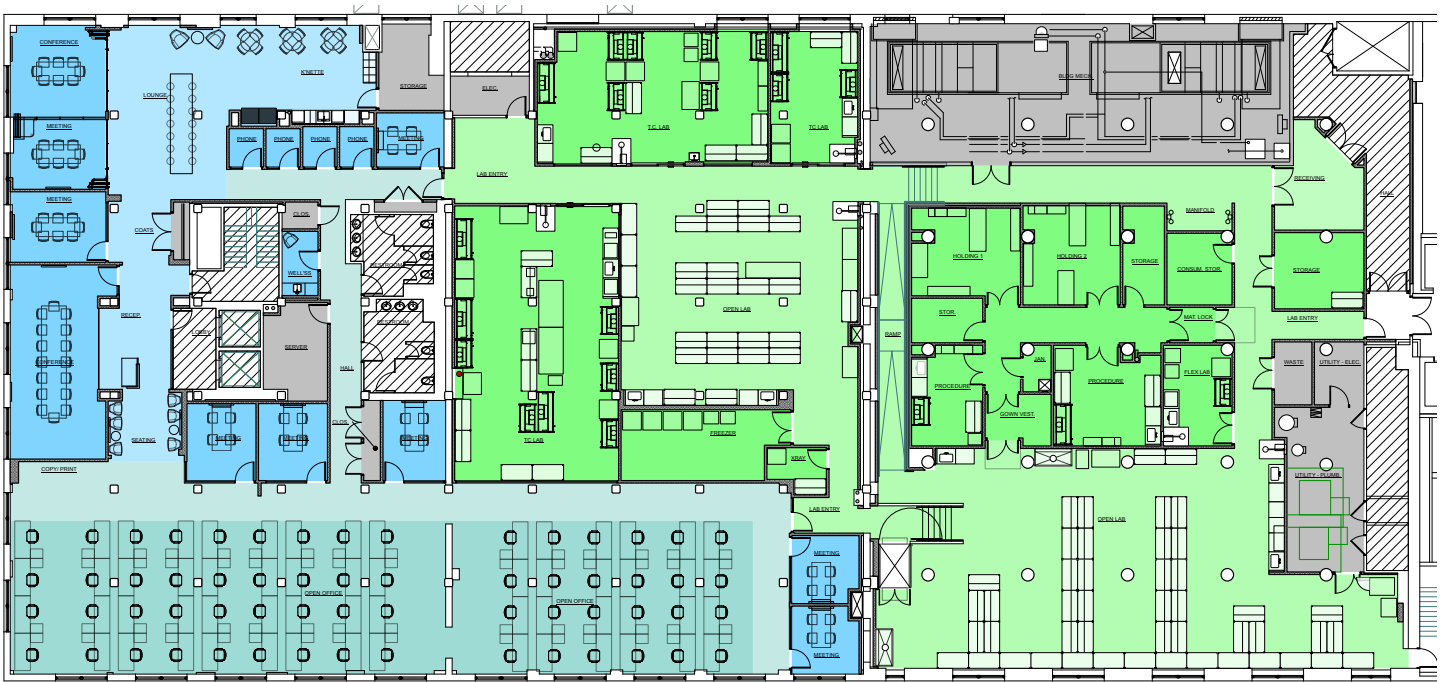 CONFERENCE
LOUNGE
K'NETTE
STORAGE
ELEC.
T.C. LAB
TC LAB
BLDG MECH.
MEETING
PHONE
PHONE
PHONE
PHONE
MEETING
LAB ENTRY
RECEIVING
HALL
MEETING
COATS
CLOS.
RESTROOM
WELL'SS
MANIFOLD
HOLDING 1
HOLDING 2
STORAGE
CONSUM. STOR.
STORAGE
RECEP.
LOBBY
RESTROOM
OPEN LAB
STOR.
MAT. LOCK
LAB ENTRY
RAMP
SERVER
CONFERENCE
HALL
JAN.
PROCEDURE
PROCEDURE
FLEX LAB
WASTE
UTILITY - ELEC.
GOWN VEST.
CLOS.
SEATING
MEETING
MEETING
MEETING
TC LAB
FREEZER
XRAY
COPY/ PRINT
UTILITY - PLUMB.
LAB ENTRY
OPEN LAB
MEETING
OPEN OFFICE
OPEN OFFICE
MEETING